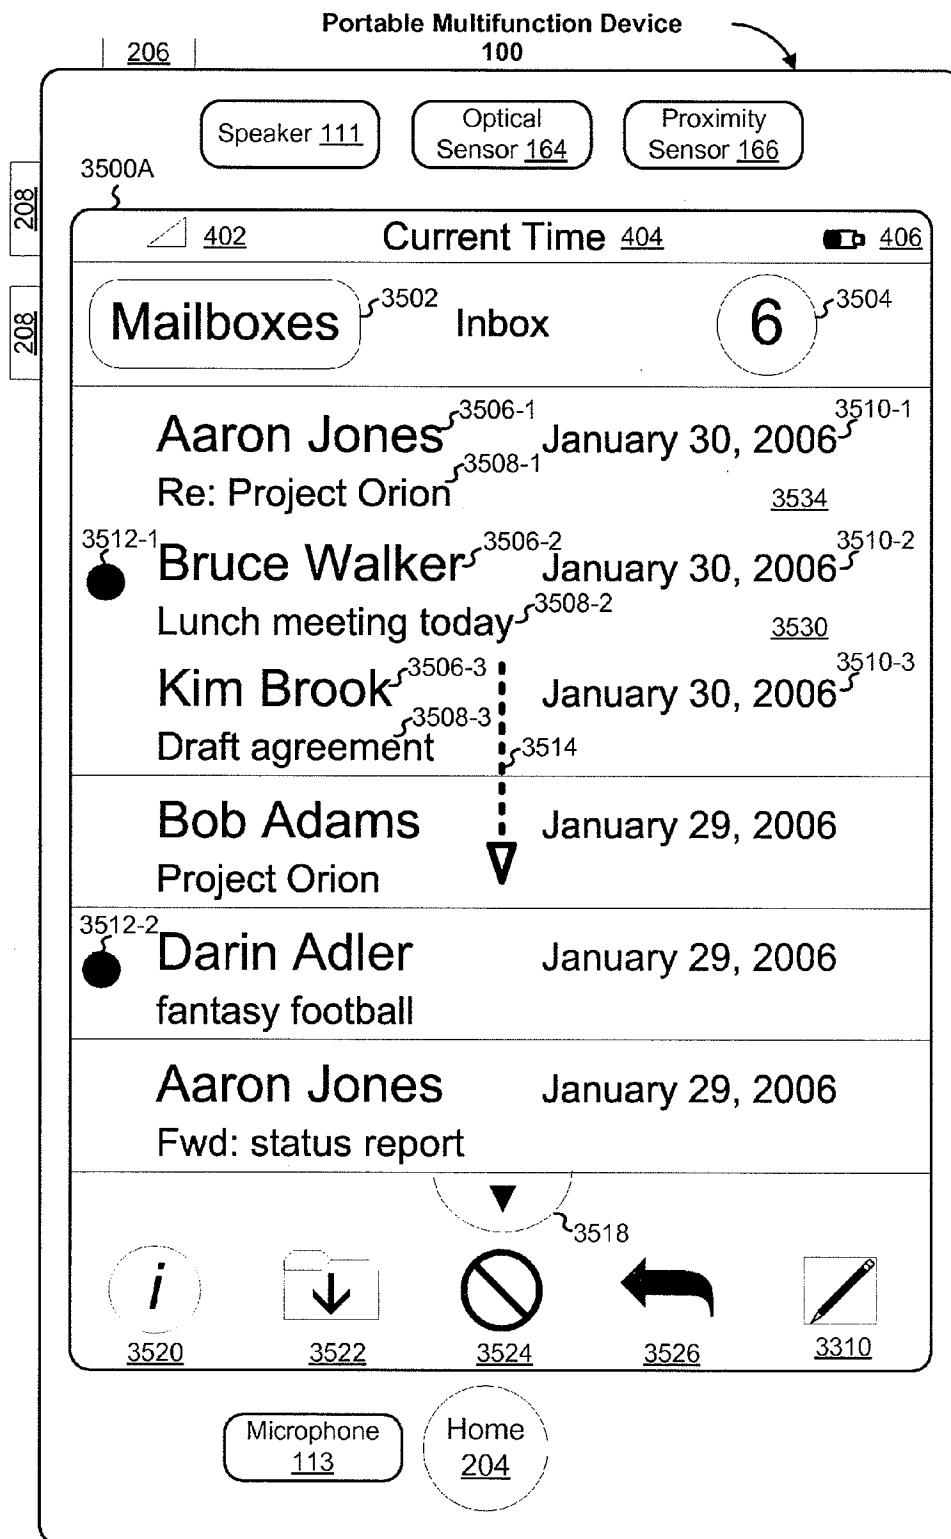 Portable Multifunction Device
100
206
Speaker 111
Optical
Sensor 164
Proximity
Sensor 166
3500A
208
208
402
Current Time 404
406
Mailboxes
3502
Inbox
6
3504
Aaron Jones 3506-1
January 30, 2006 3510-1
Re: Project Orion 3508-1
3534
3512-1
Bruce Walker 3506-2
January 30, 2006 3510-2
Lunch meeting today 3508-2
3530
Kim Brook 3506-3
January 30, 2006 3510-3
Draft agreement 3508-3
3514
Bob Adams
January 29, 2006
Project Orion
3512-2
Darin Adler
January 29, 2006
fantasy football
Aaron Jones
January 29, 2006
Fwd: status report
3518
i
3520
3522
3524
3526
3310
Microphone
113
Home
204